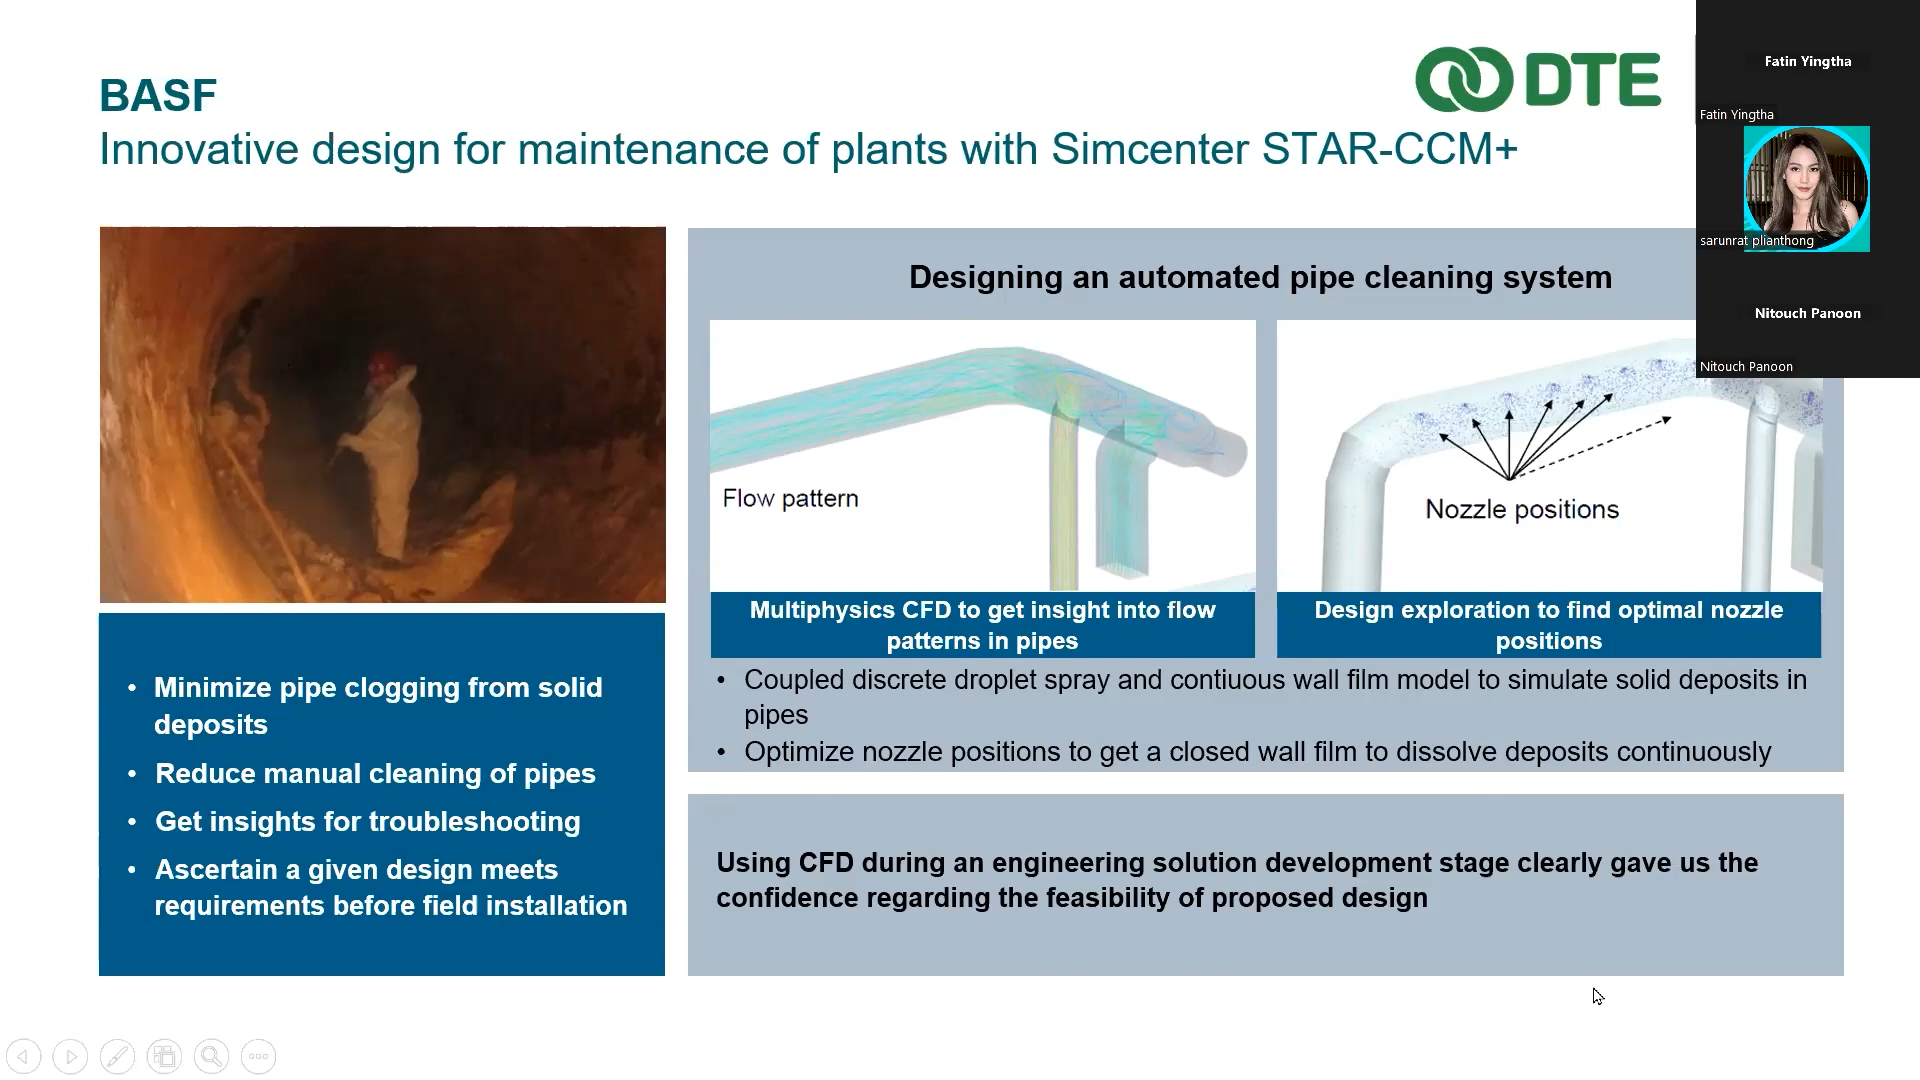 BASF
Innovative design for maintenance of plants with Simcenter STAR-CCM+
DTE
Fatin Yingtha
Fatin Yingtha
sarunrat plianthong
Nitouch Panoon
Nitouch Panoon
Minimize pipe clogging from solid
deposits
Reduce manual cleaning of pipes
Get insights for troubleshooting
Ascertain a given design meets
requirements before field installation
Designing an automated pipe cleaning system
Flow pattern
Nozzle positions
Multiphysics CFD to get insight into flow
patterns in pipes
Design exploration to find optimal nozzle
positions
Coupled discrete droplet spray and contiuous wall film model to simulate solid deposits in
pipes
Optimize nozzle positions to get a closed wall film to dissolve deposits continuously
Using CFD during an engineering solution development stage clearly gave us the
confidence regarding the feasibility of proposed design